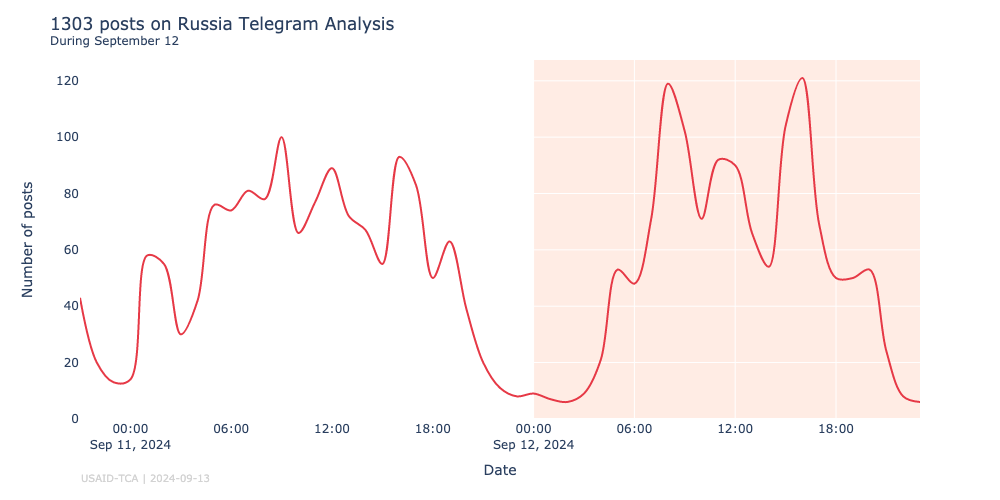 1303 posts on Russia Telegram Analysis
During September 12
Number of posts
120
100
80
60
40
20
0
00:00 06:00 12:00 18:00 00:00 06:00 12:00 18:00
Sep 11, 2024 Sep 12, 2024
Date
USAID-TCA | 2024-09-13